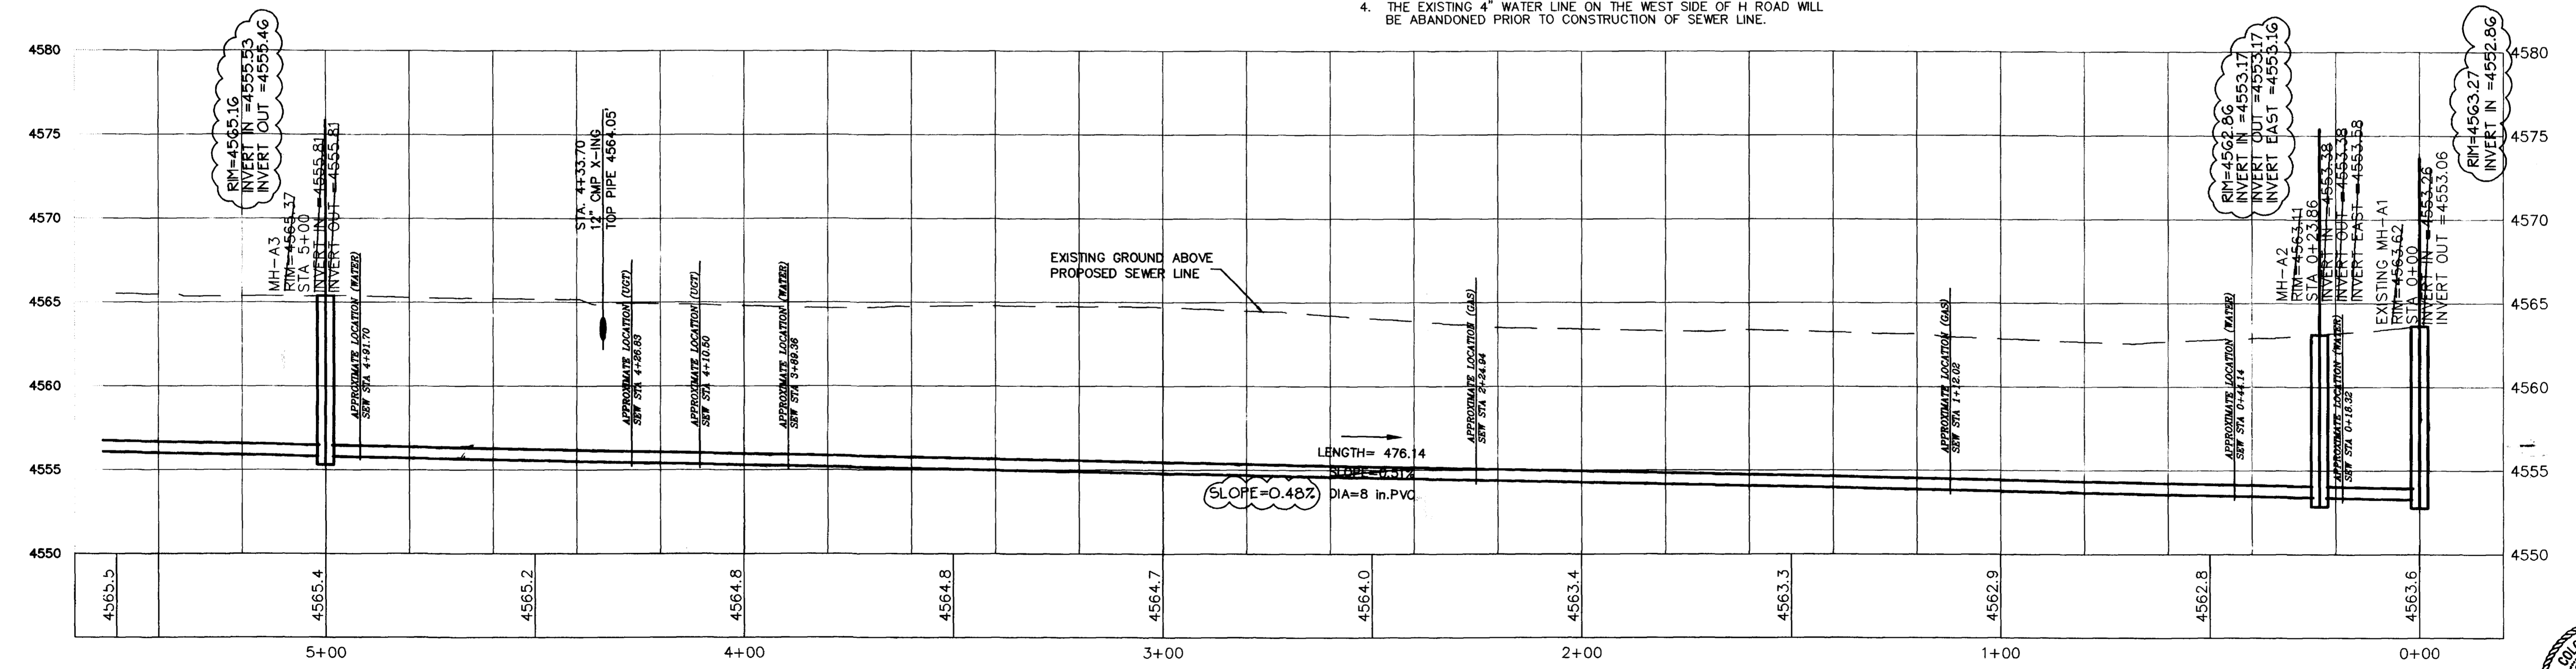 4. THE EXISTING 4" WATER LINE ON THE WEST SIDE OF H ROAD WILL
BE ABANDONED PRIOR TO CONSTRUCTION OF SEWER LINE.
4580
4575
4570
4565
4560
4555
4550
RIM=4565.16
INVERT IN =4555.53
INVERT OUT =4555.46
MH-A3
RIM=4565.37
STA 5+00
INVERT IN =4555.81
INVERT OUT =4555.81
APPROXIMATE LOCATION (WATER)
SEW STA 4+91.70
STA. 4+33.70
12" CMP X-ING
TOP PIPE 4564.05'
APPROXIMATE LOCATION (UGT)
SEW STA 4+26.83
APPROXIMATE LOCATION (UGT)
SEW STA 4+10.50
APPROXIMATE LOCATION (WATER)
SEW STA 3+89.36
EXISTING GROUND ABOVE
PROPOSED SEWER LINE
LENGTH= 476.14
SLOPE=0.51%
SLOPE=0.48%
DIA=8 in.PVC
APPROXIMATE LOCATION (GAS)
SEW STA 2+24.94
APPROXIMATE LOCATION (GAS)
SEW STA 1+12.02
APPROXIMATE LOCATION (WATER)
SEW STA 0+44.14
RIM=4562.86
INVERT IN =4553.17
INVERT OUT =4553.17
INVERT EAST =4553.16
MH-A2
RIM=4563.11
STA 0+23.86
INVERT IN =4553.38
INVERT OUT =4553.38
INVERT EAST =4553.58
APPROXIMATE LOCATION (WATER)
SEW STA 0+18.32
EXISTING MH-A1
RIM=4563.62
STA 0+00
INVERT IN =4553.26
INVERT OUT =4553.06
RIM=4563.27
INVERT IN =4552.86
4580
4575
4570
4565
4560
4555
4550
4565.5
4565.4
4565.2
4564.8
4564.8
4564.7
4564.0
4563.4
4563.3
4562.9
4562.8
4563.6
5+00
4+00
3+00
2+00
1+00
0+00